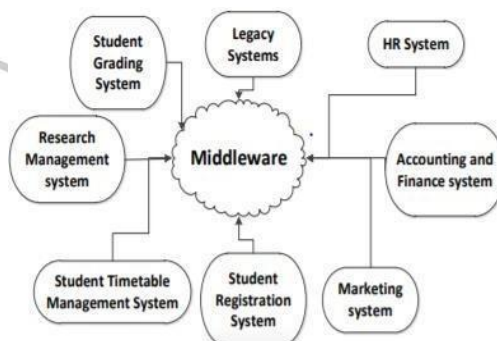 Student
Grading
System
Legacy
Systems
HR System
Research
Management
system
Middleware
Accounting and
Finance system
Student Timetable
Management System
Student
Registration
System
Marketing
system